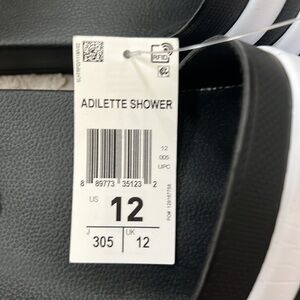 RFID
ADILETTE SHOWER
12
005
UPC
8 89773 35123 2
US
12
J UK
305 12